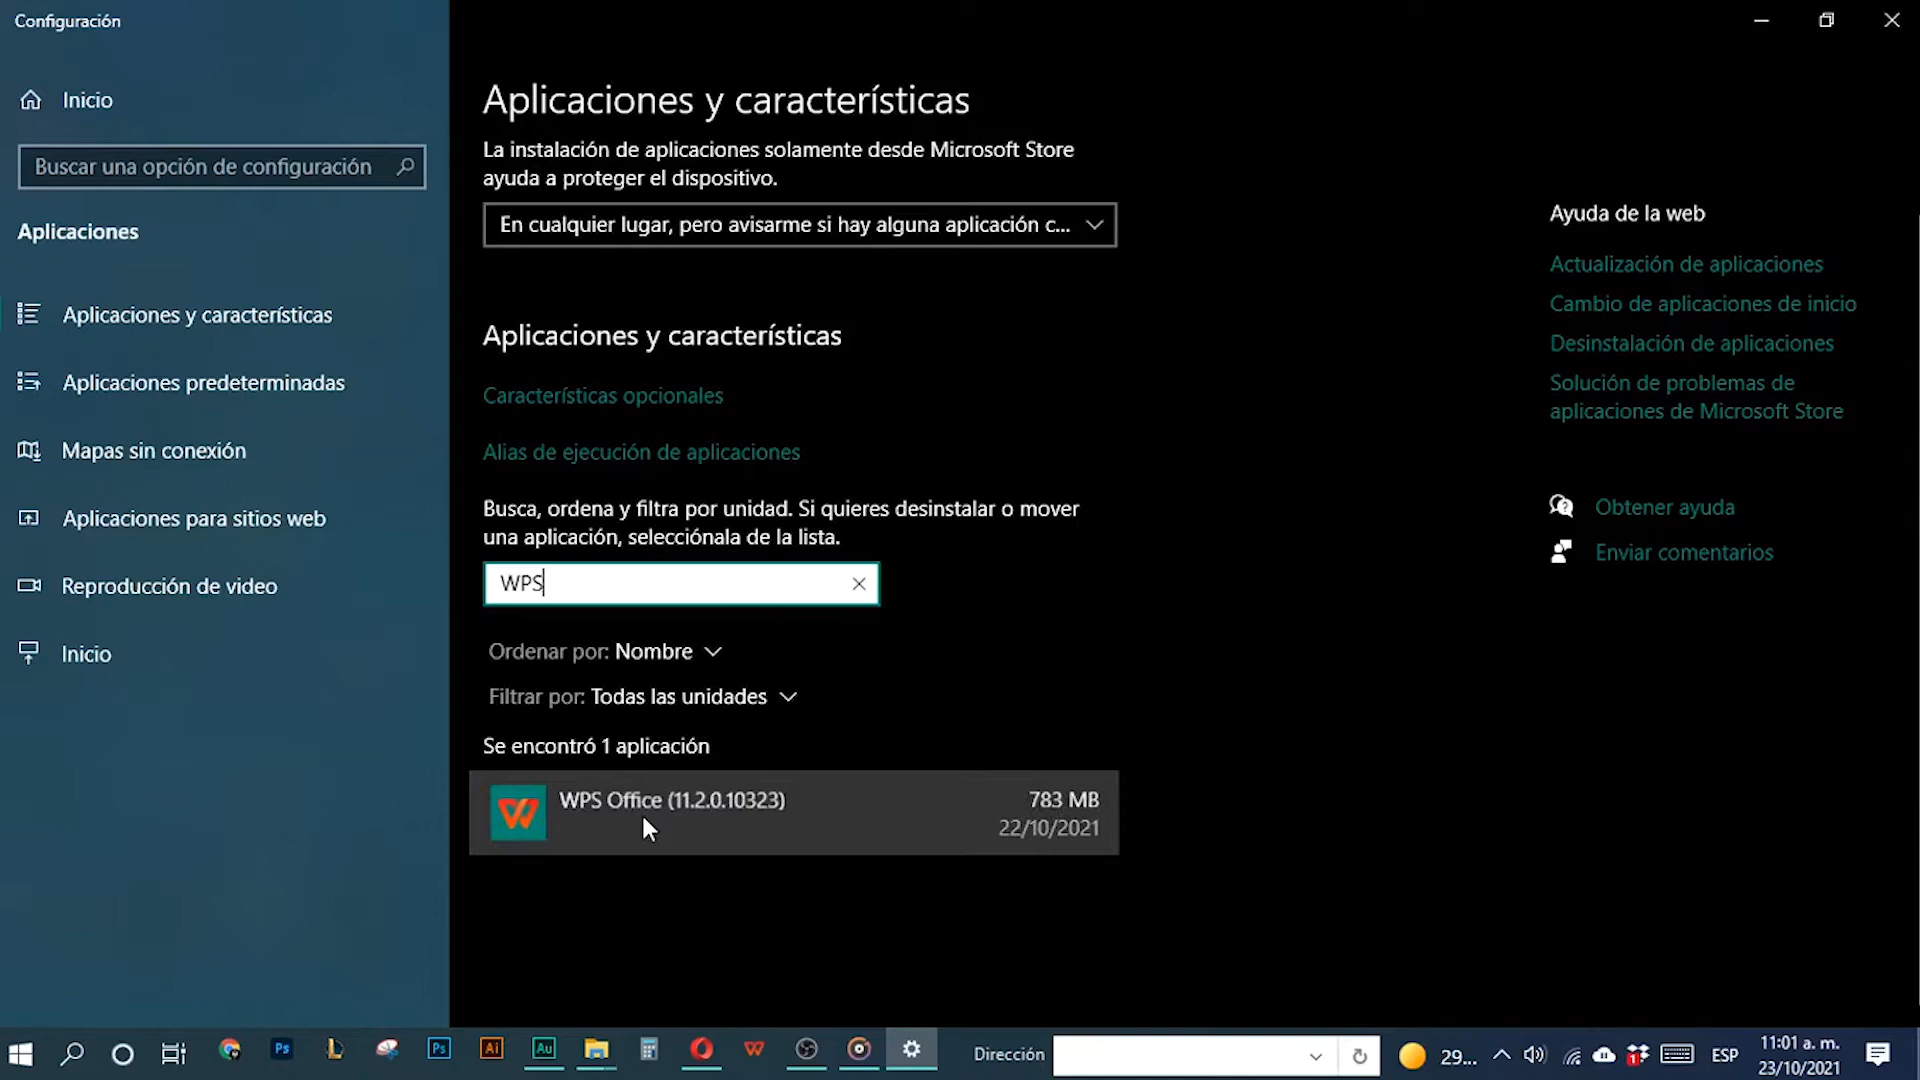 Configuración
Inicio
Buscar una opción de configuración
Aplicaciones
Aplicaciones y características
Aplicaciones predeterminadas
Mapas sin conexión
Aplicaciones para sitios web
Reproducción de video
Inicio
Aplicaciones y características
La instalación de aplicaciones solamente desde Microsoft Store
ayuda a proteger el dispositivo.
En cualquier lugar, pero avisarme si hay alguna aplicación c...
Aplicaciones y características
Características opcionales
Alias de ejecución de aplicaciones
Busca, ordena y filtra por unidad. Si quieres desinstalar o mover
una aplicación, selecciónala de la lista.
WPS
Ordenar por: Nombre
Filtrar por: Todas las unidades
Se encontró 1 aplicación
WPS Office (11.2.0.10323)
783 MB
22/10/2021
Ayuda de la web
Actualización de aplicaciones
Cambio de aplicaciones de inicio
Desinstalación de aplicaciones
Solución de problemas de
aplicaciones de Microsoft Store
Obtener ayuda
Enviar comentarios
Ps
Ps
Ai
Au
Dirección
29...
1
ESP
11:01 a. m.
23/10/2021